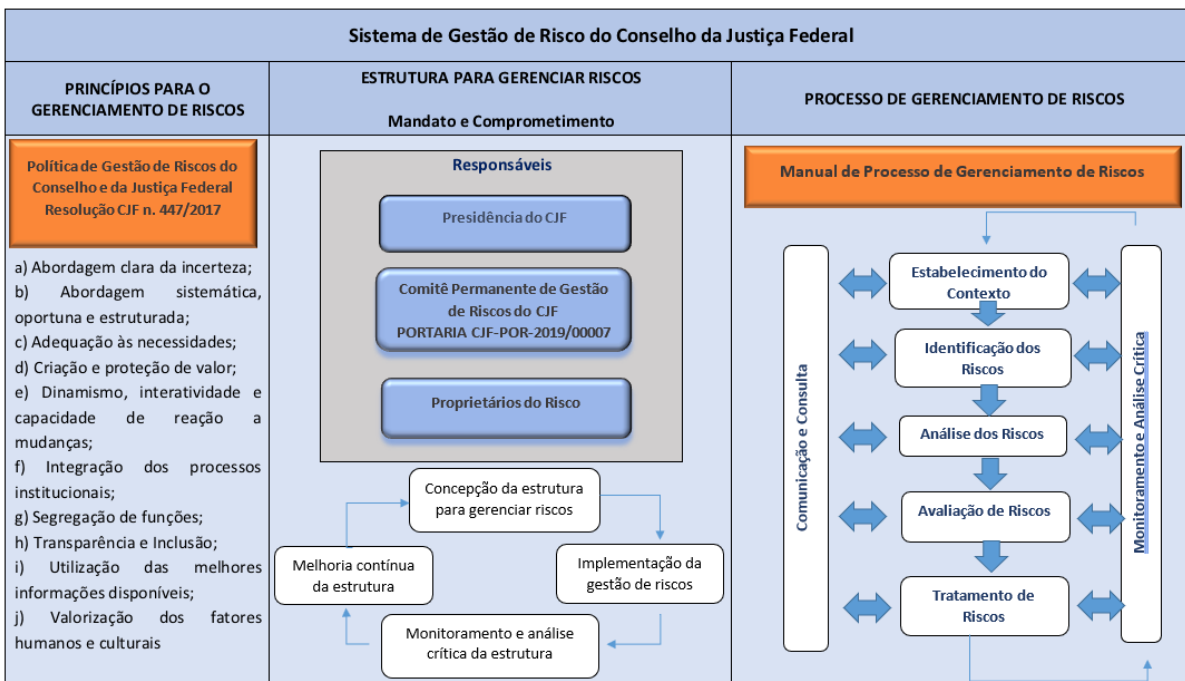 Sistema de Gestão de Risco do Conselho da Justiça Federal
PRINCÍPIOS PARA O
GERENCIAMENTO DE RISCOS
Política de Gestão de Riscos do
Conselho e da Justiça Federal
Resolução CJF n. 447/2017
a) Abordagem clara da incerteza;
b) Abordagem sistemática,
oportuna e estruturada;
c) Adequação às necessidades;
d) Criação e proteção de valor;
e) Dinamismo, interatividade e
capacidade de reação a
mudanças;
f) Integração dos processos
institucionais;
g) Segregação de funções;
h) Transparência e Inclusão;
i) Utilização das melhores
informações disponíveis;
j) Valorização dos fatores
humanos e culturais
ESTRUTURA PARA GERENCIAR RISCOS
Mandato e Comprometimento
Responsáveis
Presidência do CJF
Comitê Permanente de Gestão
de Riscos do CJF
PORTARIA CJF-POR-2019/00007
Proprietários do Risco
Concepção da estrutura
para gerenciar riscos
Implementação da
gestão de riscos
Monitoramento e análise
crítica da estrutura
Melhoria contínua
da estrutura
PROCESSO DE GERENCIAMENTO DE RISCOS
Manual de Processo de Gerenciamento de Riscos
Comunicação e Consulta
Estabelecimento do
Contexto
Identificação dos
Riscos
Análise dos Riscos
Avaliação de Riscos
Tratamento de
Riscos
Monitoramento e Análise Crítica